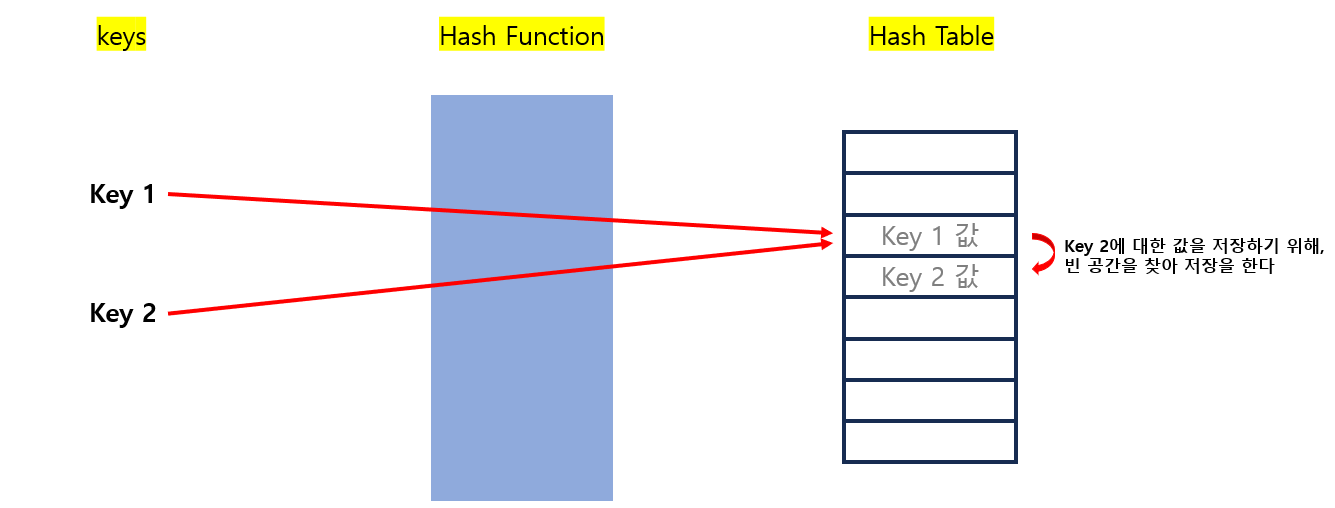 keys
Hash Function
Hash Table
Key 1
Key 2
Key 1 값
Key 2 값
Key 2에 대한 값을 저장하기 위해,
빈 공간을 찾아 저장을 한다